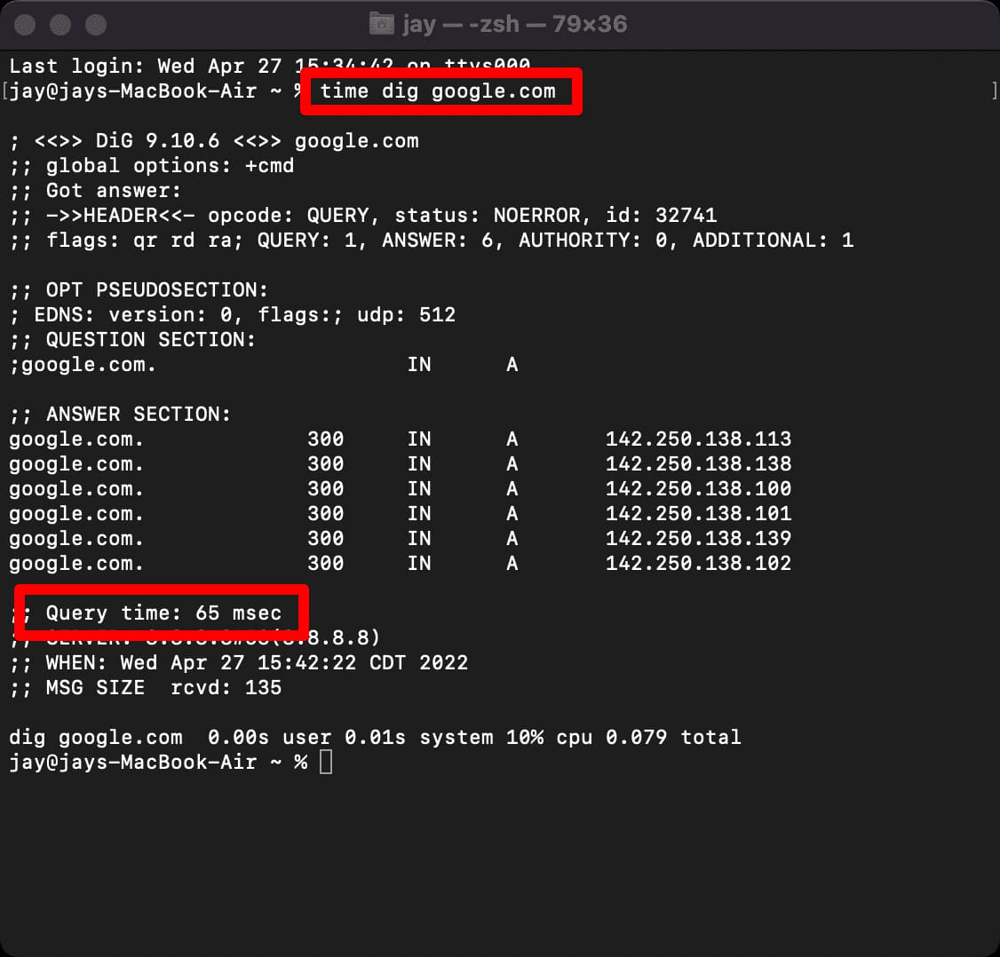 jay — -zsh — 79×36
Last login: Wed Apr 27 15:34:42 on ttys000
[jay@jays-MacBook-Air ~ % time dig google.com ]
; <<>> DiG 9.10.6 <<>> google.com
;; global options: +cmd
;; Got answer:
;; ->>HEADER<<- opcode: QUERY, status: NOERROR, id: 32741
;; flags: qr rd ra; QUERY: 1, ANSWER: 6, AUTHORITY: 0, ADDITIONAL: 1
;; OPT PSEUDOSECTION:
; EDNS: version: 0, flags:; udp: 512
;; QUESTION SECTION:
;google.com. IN A
;; ANSWER SECTION:
google.com. 300 IN A 142.250.138.113
google.com. 300 IN A 142.250.138.138
google.com. 300 IN A 142.250.138.100
google.com. 300 IN A 142.250.138.101
google.com. 300 IN A 142.250.138.139
google.com. 300 IN A 142.250.138.102
;; Query time: 65 msec
;; SERVER: 8.8.8.8#53(8.8.8.8)
;; WHEN: Wed Apr 27 15:42:22 CDT 2022
;; MSG SIZE rcvd: 135
dig google.com 0.00s user 0.01s system 10% cpu 0.079 total
jay@jays-MacBook-Air ~ %